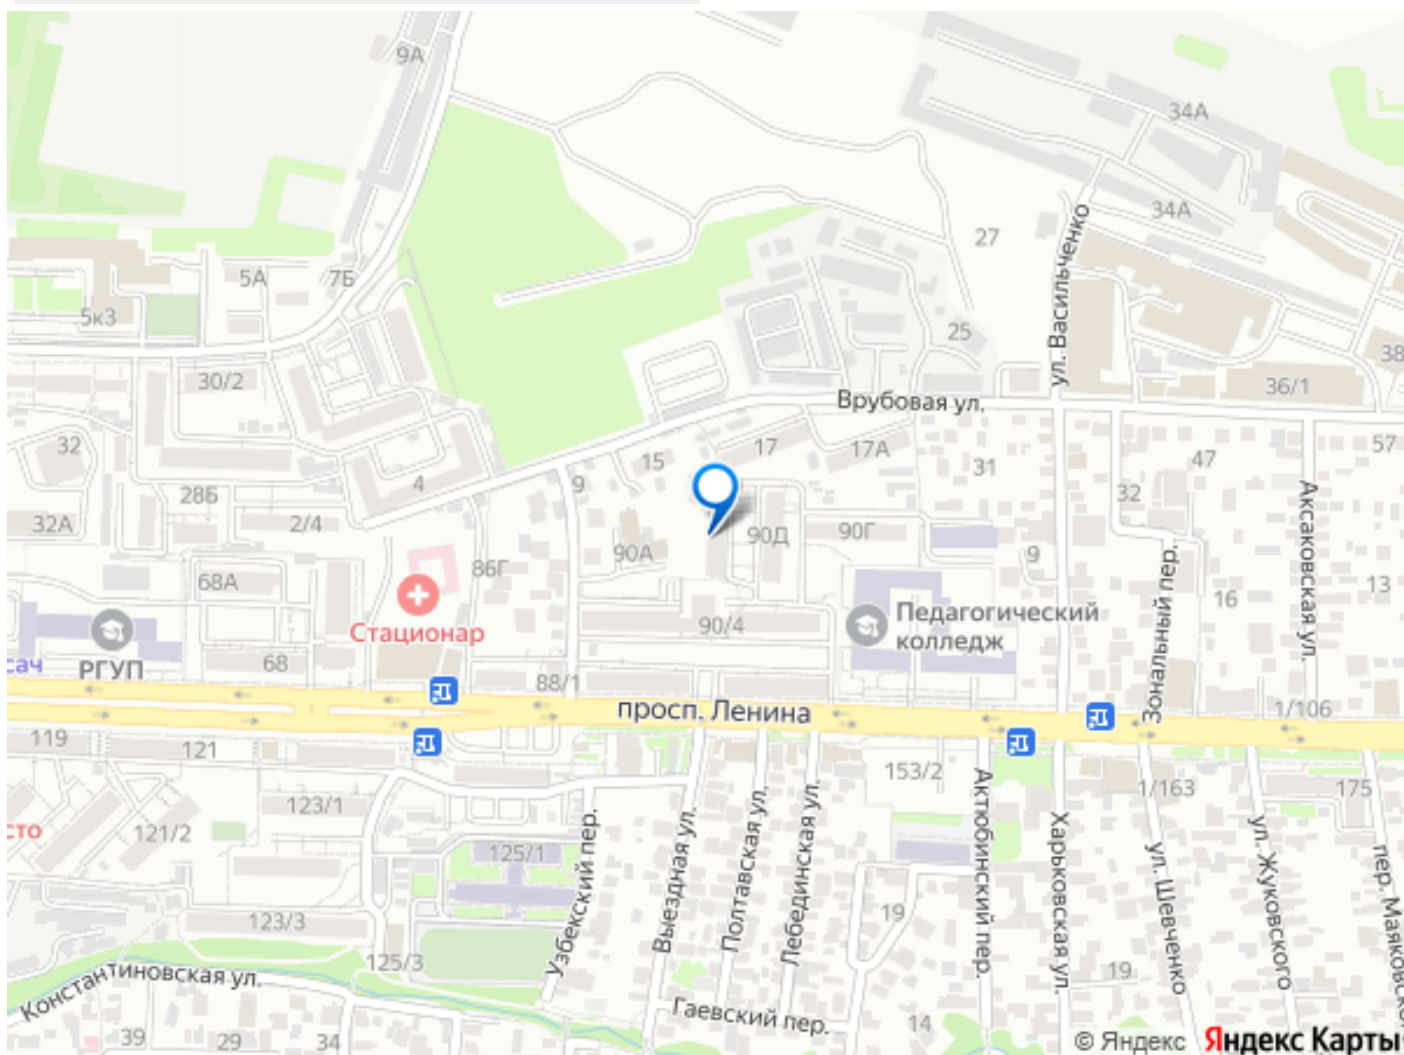 9А
34А
34А
27
ул. Васильченко
5А
7Б
5к3
25
38
30/2
36/1
Врубовая ул.
32
15
17
17А
31
47
57
28Б
4
9
32
32А
2/4
90А
90Д
90Г
9
Аксаковская ул.
68А
86Г
13
16
Зональный пер.
Стационар
90/4
Педагогический
колледж
сач
РГУП
68
88/1
просп. Ленина
1/106
119
121
153/2
1/163
175
123/1
сто
121/2
125/1
Узбекский пер.
Выездная ул.
Полтавская ул.
Лебединская ул.
Актюбинский пер.
Харьковская ул.
ул. Шевченко
ул. Жуковского
пер. Маяковско
123/3
19
125/3
19
Константиновская ул.
Гаевский пер.
14
39
29
34
© Яндекс Яндекс Карты